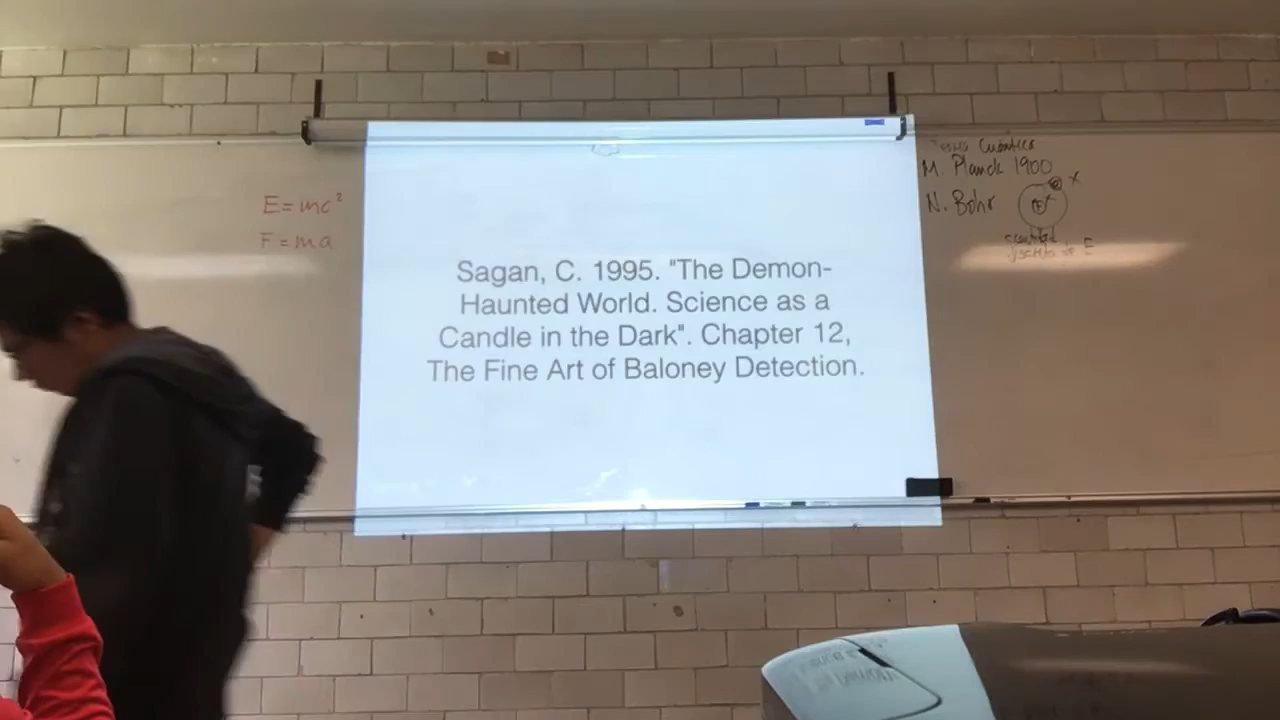 E=mc²
F=ma
Sagan, C. 1995. "The Demon-
Haunted World. Science as a
Candle in the Dark". Chapter 12,
The Fine Art of Baloney Detection.
M. Planck 1900
N. Bohr